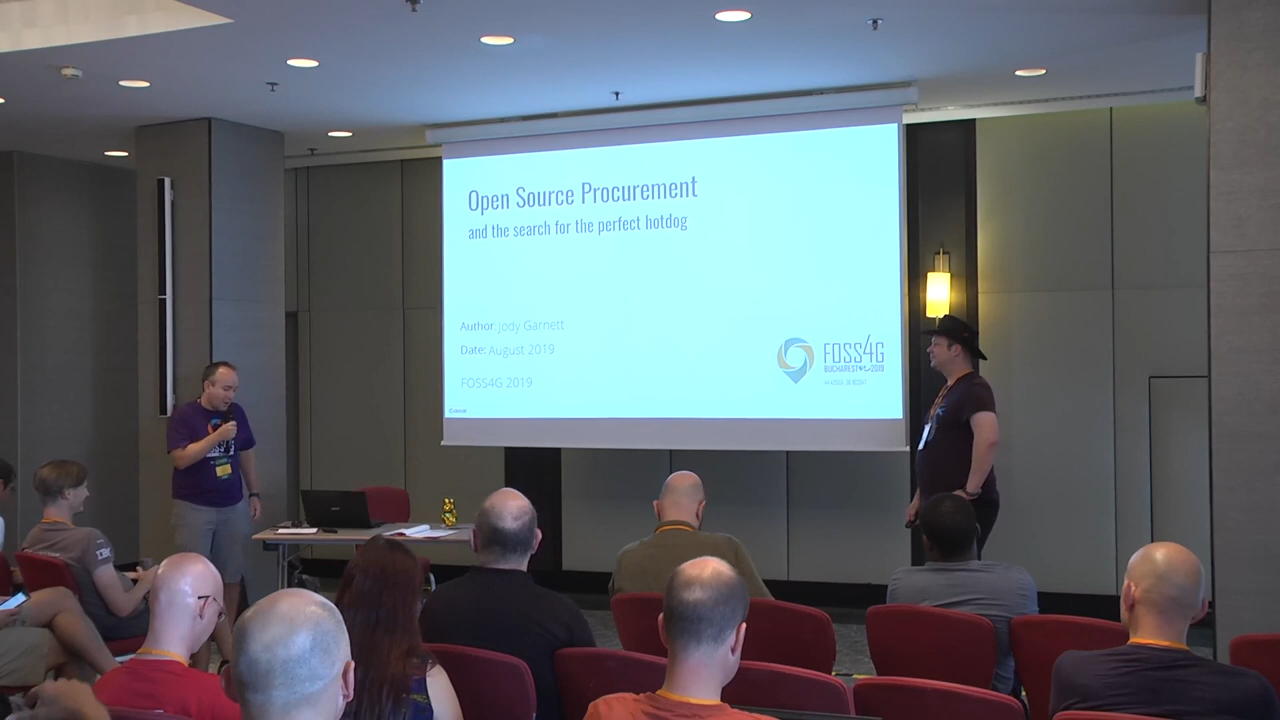 Open Source Procurement
and the search for the perfect hotdog
Author: Jody Garnett
Date: August 2019
FOSS4G 2019
FOSS4G
BUCHAREST 2019
IBM